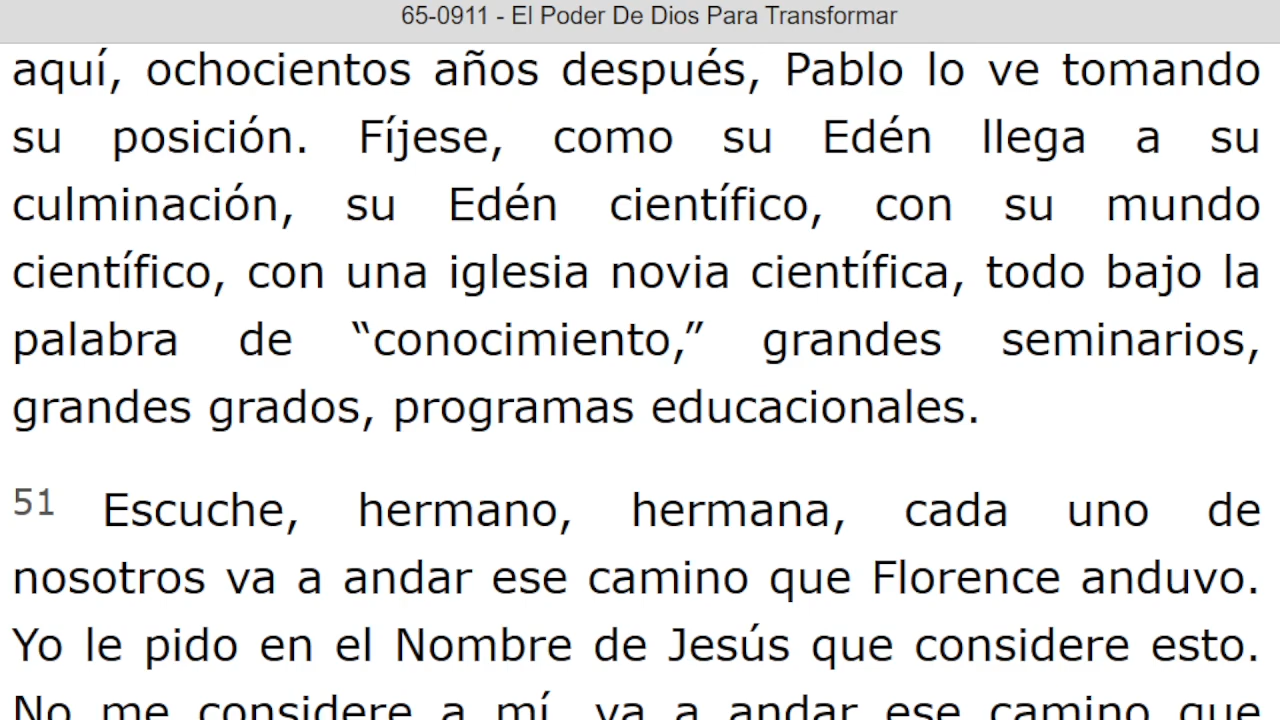 65-0911 - El Poder De Dios Para Transformar
aquí, ochocientos años después, Pablo lo ve tomando
su posición. Fíjese, como su Edén llega a su
culminación, su Edén científico, con su mundo
científico, con una iglesia novia científica, todo bajo la
palabra de “conocimiento,” grandes seminarios,
grandes grados, programas educacionales.
51 Escuche, hermano, hermana, cada uno de
nosotros va a andar ese camino que Florence anduvo.
Yo le pido en el Nombre de Jesús que considere esto.
No me considere a mí, va a andar ese camino que